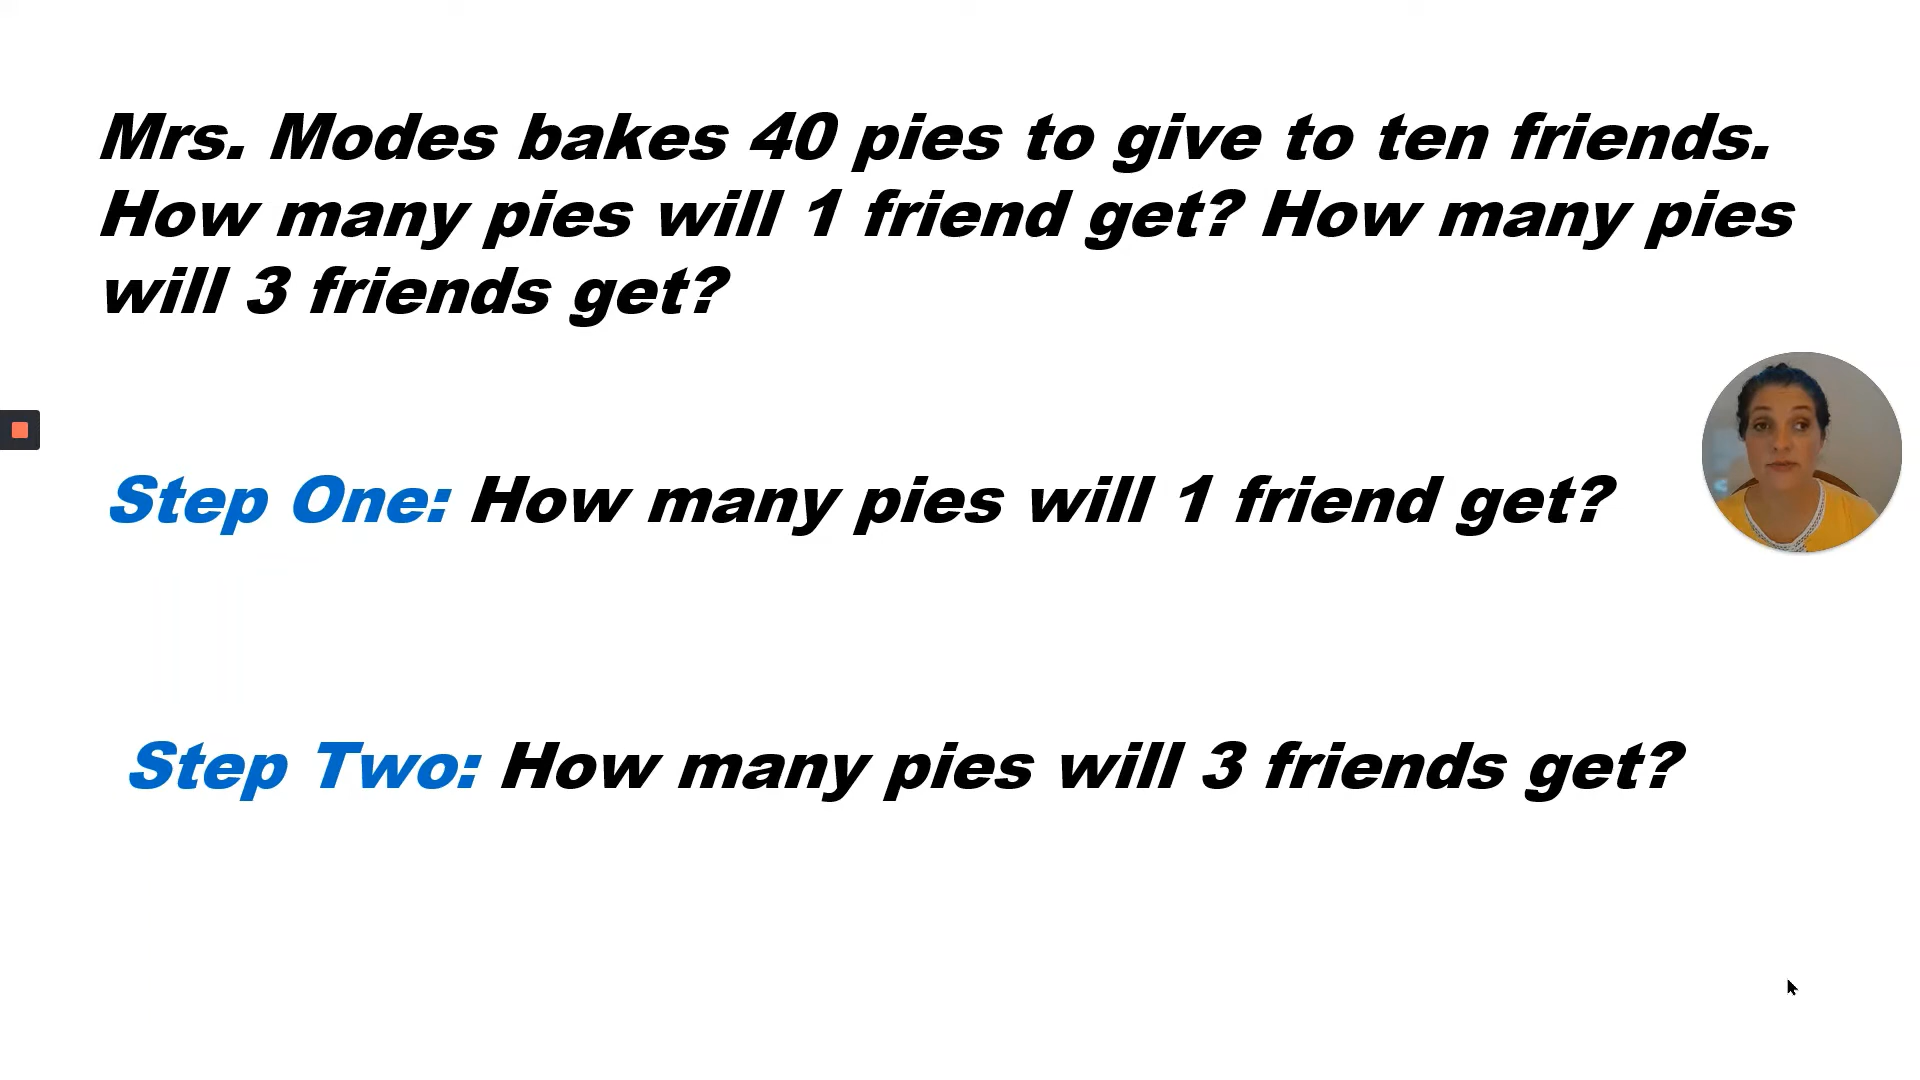 Mrs. Modes bakes 40 pies to give to ten friends.
How many pies will 1 friend get? How many pies
will 3 friends get?
Step One: How many pies will 1 friend get?
Step Two: How many pies will 3 friends get?